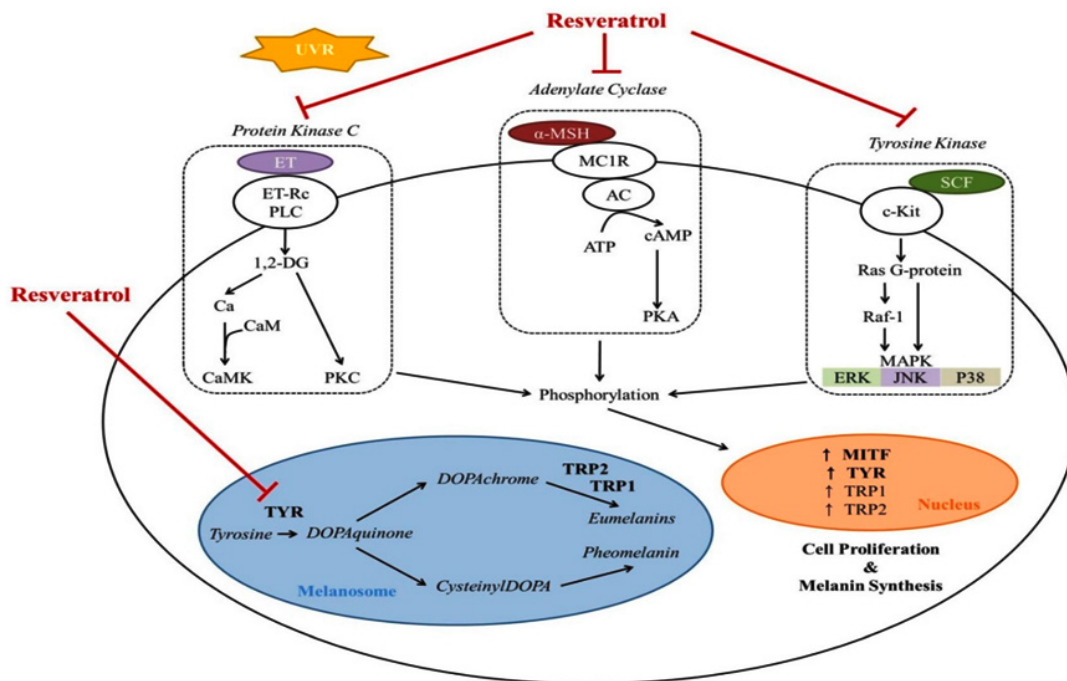 Resveratrol
UVR
Adenylate Cyclase
Protein Kinase C
α-MSH
Tyrosine Kinase
ET
MC1R
SCF
ET-Rc
PLC
AC
c-Kit
ATP
cAMP
1,2-DG
Ras G-protein
Resveratrol
Ca
CaM
PKA
Raf-1
CaMK
PKC
MAPK
ERK
JNK
P38
Phosphorylation
↑ MITF
↑ TYR
↑ TRP1
↑ TRP2
Nucleus
TRP2
TRP1
DOPAchrome
Eumelanins
TYR
Tyrosine
DOPAquinone
Pheomelanin
CysteinylDOPA
Melanosome
Cell Proliferation
&
Melanin Synthesis